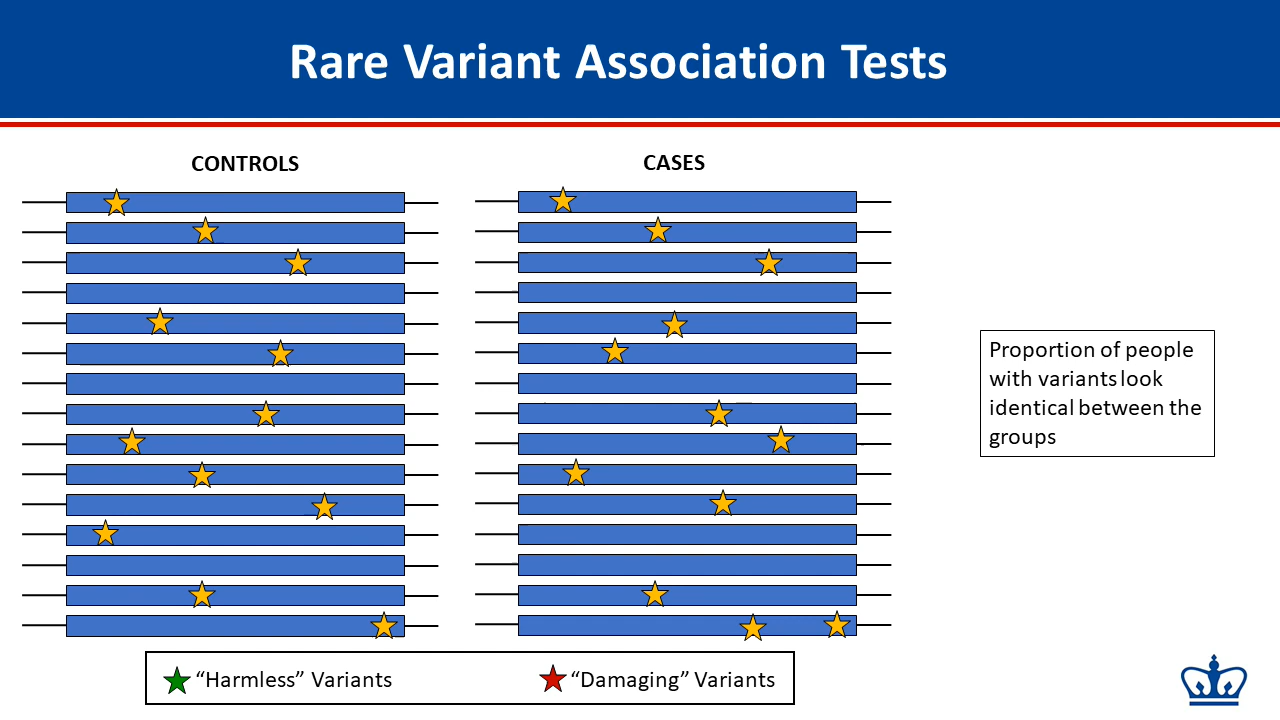 Rare Variant Association Tests
CONTROLS
CASES
Proportion of people
with variants look
identical between the
groups
“Harmless” Variants
“Damaging” Variants